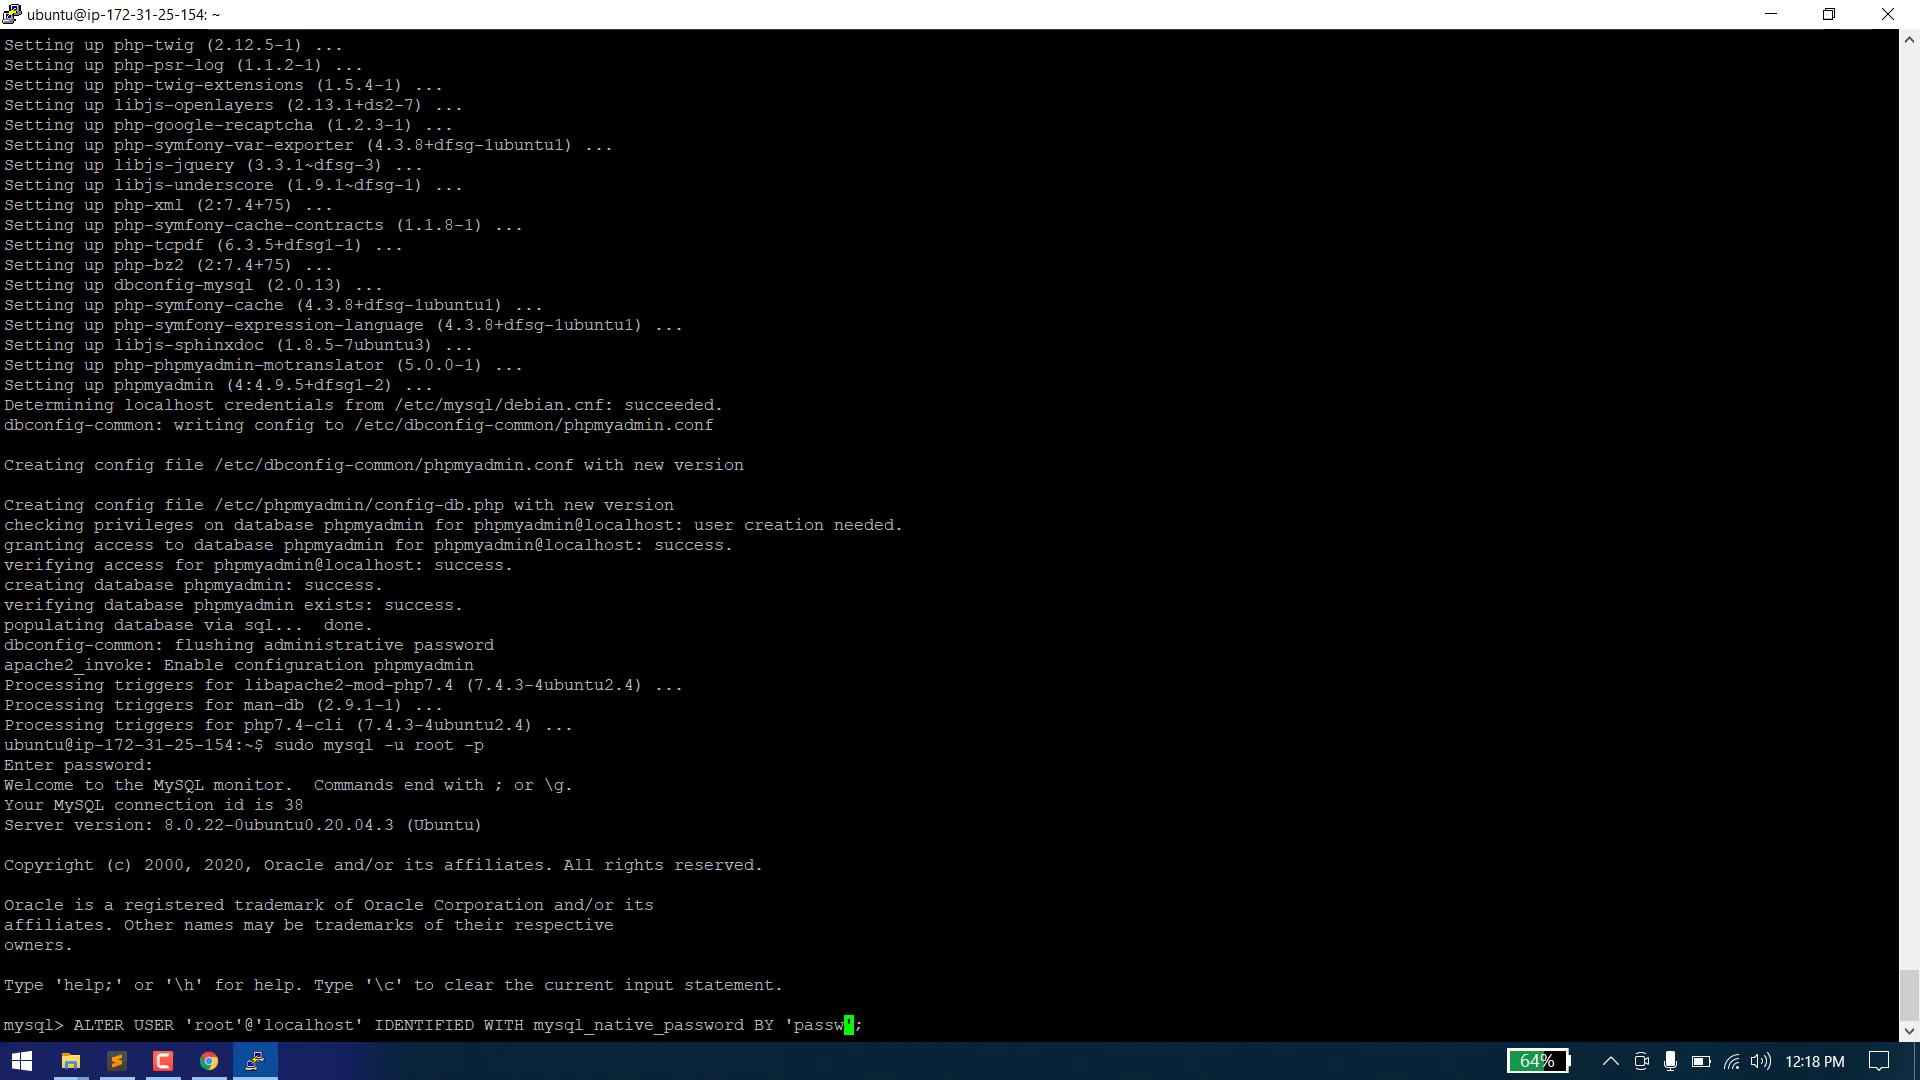 ubuntu@ip-172-31-25-154: ~
Setting up php-twig (2.12.5-1) ...
Setting up php-psr-log (1.1.2-1) ...
Setting up php-twig-extensions (1.5.4-1) ...
Setting up libjs-openlayers (2.13.1+ds2-7) ...
Setting up php-google-recaptcha (1.2.3-1) ...
Setting up php-symfony-var-exporter (4.3.8+dfsg-1ubuntu1) ...
Setting up libjs-jquery (3.3.1~dfsg-3) ...
Setting up libjs-underscore (1.9.1~dfsg-1) ...
Setting up php-xml (2:7.4+75) ...
Setting up php-symfony-cache-contracts (1.1.8-1) ...
Setting up php-tcpdf (6.3.5+dfsg1-1) ...
Setting up php-bz2 (2:7.4+75) ...
Setting up dbconfig-mysql (2.0.13) ...
Setting up php-symfony-cache (4.3.8+dfsg-1ubuntu1) ...
Setting up php-symfony-expression-language (4.3.8+dfsg-1ubuntu1) ...
Setting up libjs-sphinxdoc (1.8.5-7ubuntu3) ...
Setting up php-phpmyadmin-motranslator (5.0.0-1) ...
Setting up phpmyadmin (4:4.9.5+dfsg1-2) ...
Determining localhost credentials from /etc/mysql/debian.cnf: succeeded.
dbconfig-common: writing config to /etc/dbconfig-common/phpmyadmin.conf
Creating config file /etc/dbconfig-common/phpmyadmin.conf with new version
Creating config file /etc/phpmyadmin/config-db.php with new version
checking privileges on database phpmyadmin for phpmyadmin@localhost: user creation needed.
granting access to database phpmyadmin for phpmyadmin@localhost: success.
verifying access for phpmyadmin@localhost: success.
creating database phpmyadmin: success.
verifying database phpmyadmin exists: success.
populating database via sql...  done.
dbconfig-common: flushing administrative password
apache2_invoke: Enable configuration phpmyadmin
Processing triggers for libapache2-mod-php7.4 (7.4.3-4ubuntu2.4) ...
Processing triggers for man-db (2.9.1-1) ...
Processing triggers for php7.4-cli (7.4.3-4ubuntu2.4) ...
ubuntu@ip-172-31-25-154:~$ sudo mysql -u root -p
Enter password:
Welcome to the MySQL monitor.  Commands end with ; or \g.
Your MySQL connection id is 38
Server version: 8.0.22-0ubuntu0.20.04.3 (Ubuntu)
Copyright (c) 2000, 2020, Oracle and/or its affiliates. All rights reserved.
Oracle is a registered trademark of Oracle Corporation and/or its
affiliates. Other names may be trademarks of their respective
owners.
Type 'help;' or '\h' for help. Type '\c' to clear the current input statement.
mysql> ALTER USER 'root'@'localhost' IDENTIFIED WITH mysql_native_password BY 'passw';
64%
12:18 PM